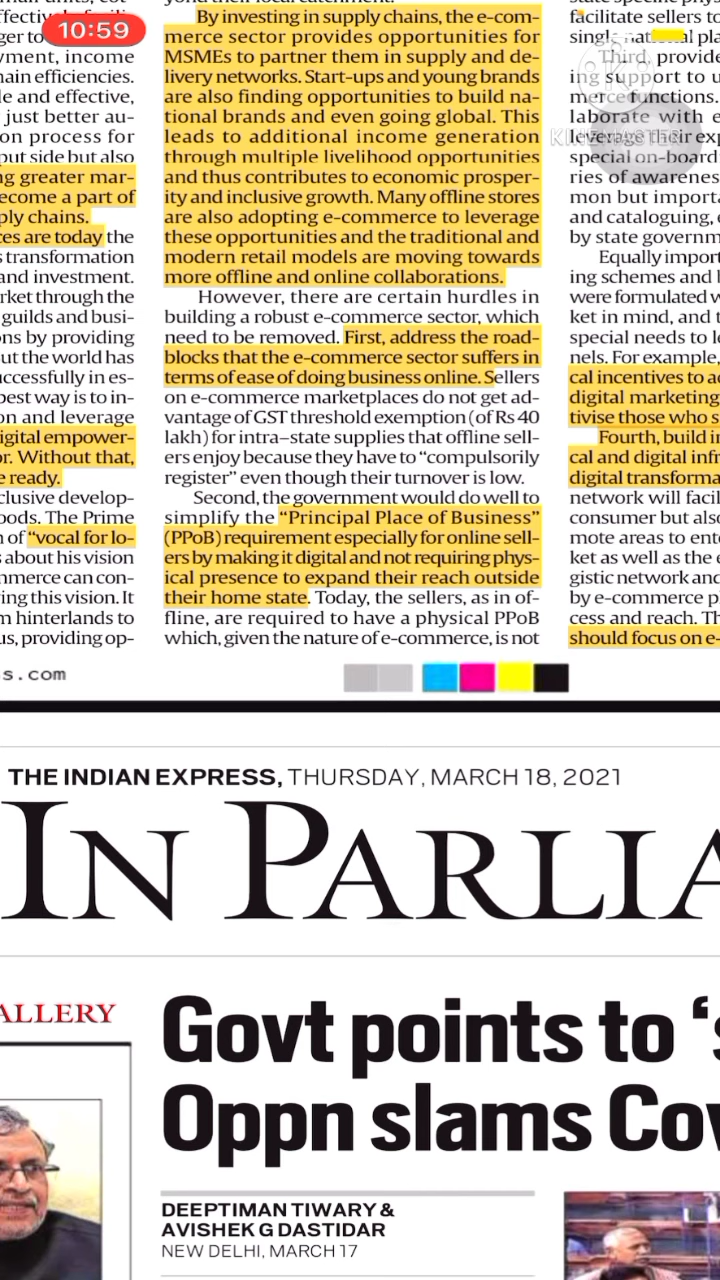 10:59
ger to
yment, income
hain efficiencies.
le and effective,
just better au-
on process for
put side but also
ng greater mar-
ecome a part of
ply chains.
ces are today the
s transformation
and investment.
rket through the
guilds and busi-
ons by providing
ut the world has
uccessfully in es-
best way is to in-
on and leverage
igital empower-
or. Without that,
e ready.
clusive develop-
oods. The Prime
n of “vocal for lo-
s about his vision
mmerce can con-
ving this vision. It
m hinterlands to
us, providing op-
By investing in supply chains, the e-com-
merce sector provides opportunities for
MSMEs to partner them in supply and de-
livery networks. Start-ups and young brands
are also finding opportunities to build na-
tional brands and even going global. This
leads to additional income generation
through multiple livelihood opportunities
and thus contributes to economic prosper-
ity and inclusive growth. Many offline stores
are also adopting e-commerce to leverage
these opportunities and the traditional and
modern retail models are moving towards
more offline and online collaborations.
However, there are certain hurdles in
building a robust e-commerce sector, which
need to be removed. First, address the road-
blocks that the e-commerce sector suffers in
terms of ease of doing business online. Sellers
on e-commerce marketplaces do not get ad-
vantage of GST threshold exemption (of Rs 40
lakh) for intra–state supplies that offline sell-
ers enjoy because they have to “compulsorily
register” even though their turnover is low.
Second, the government would do well to
simplify the “Principal Place of Business”
(PPoB) requirement especially for online sell-
ers by making it digital and not requiring phys-
ical presence to expand their reach outside
their home state. Today, the sellers, as in of-
fline, are required to have a physical PPoB
which, given the nature of e-commerce, is not
facilitate sellers to
single national pla
Third, provide
ing support to u
merce functions.
laborate with e
leverage their exp
special on-board
ries of awareness
mon but importa
and cataloguing, e
by state governm
Equally import
ing schemes and b
were formulated w
ket in mind, and t
special needs to le
nels. For example,
cal incentives to ac
digital marketing
tivise those who s
Fourth, build in
cal and digital infr
digital transforma
network will facil
consumer but also
mote areas to ente
ket as well as the e
gistic network and
by e-commerce p
cess and reach. Th
should focus on e-
KINEMASTER
s.com
THE INDIAN EXPRESS, THURSDAY, MARCH 18, 2021
IN PARLIA
ALLERY
Govt points to ‘s
Oppn slams Cov
DEEPTIMAN TIWARY &
AVISHEK G DASTIDAR
NEW DELHI, MARCH 17